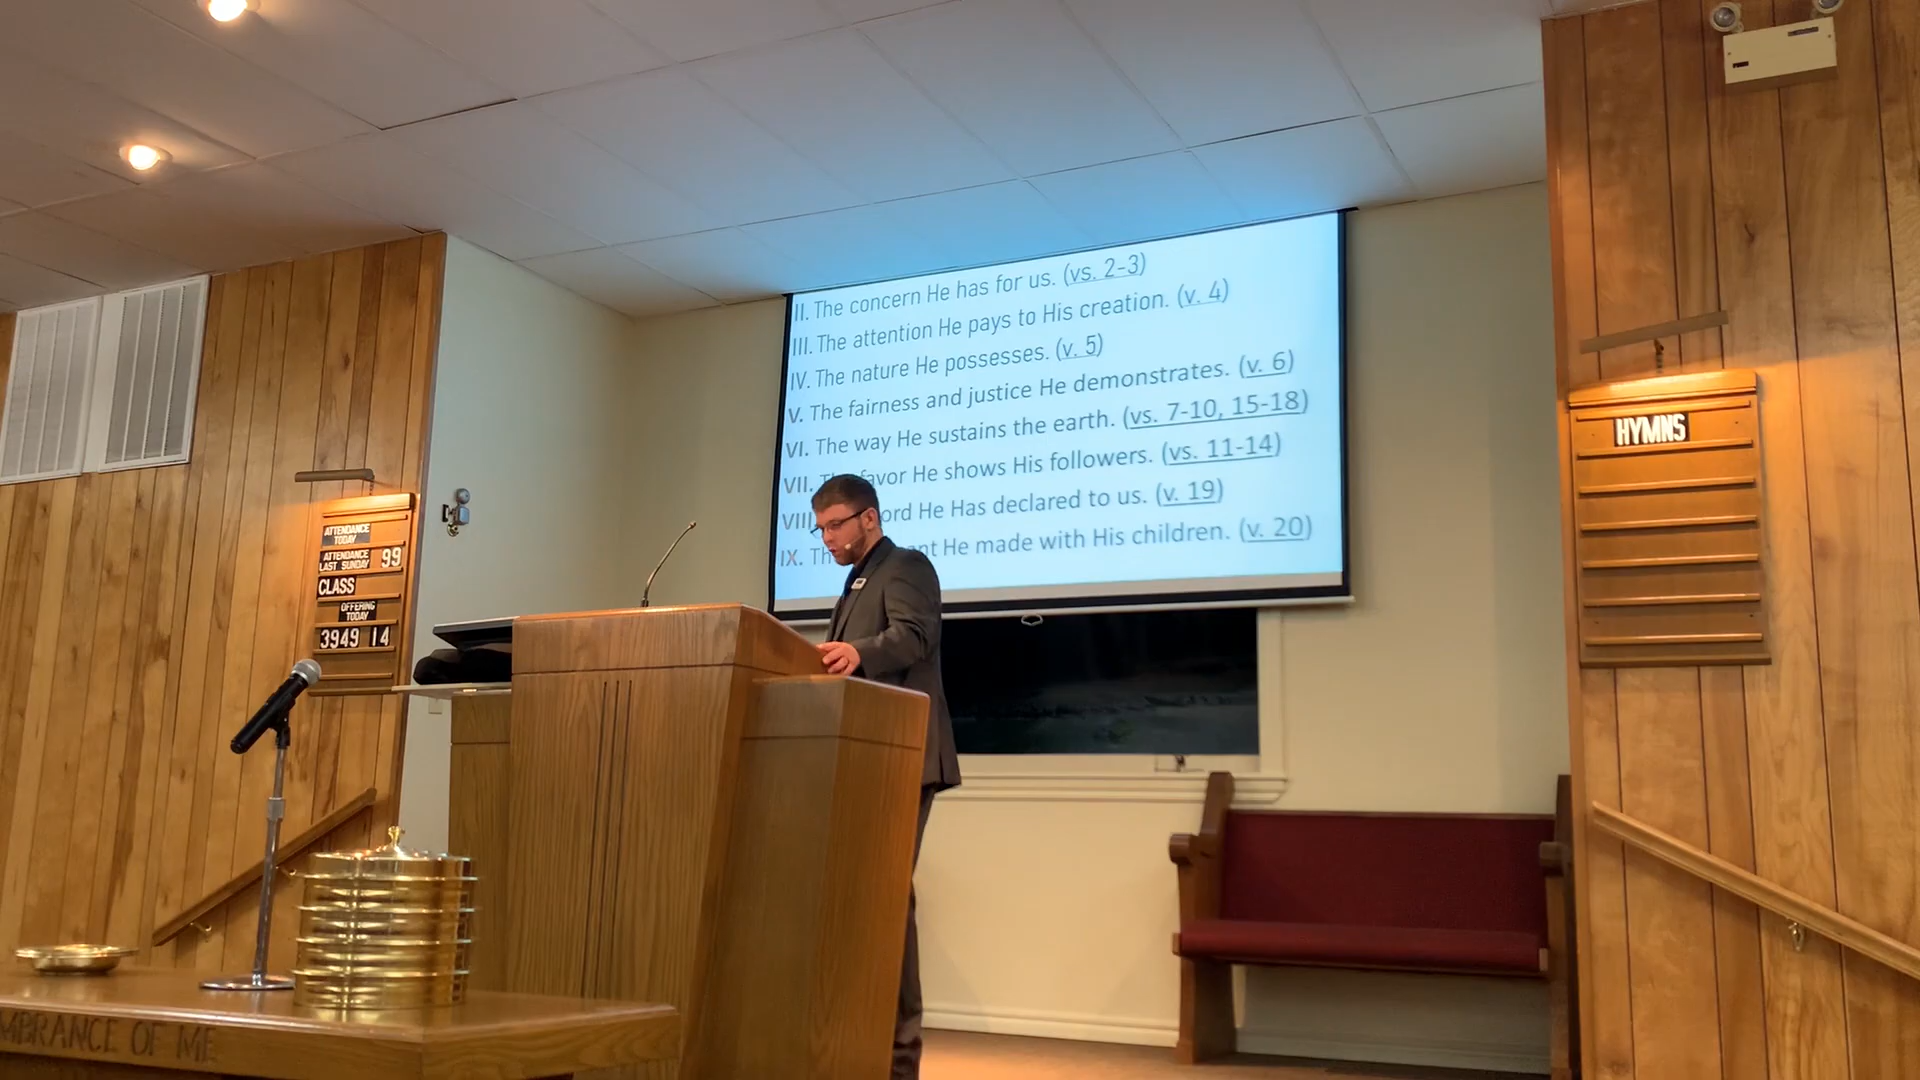 II. The concern He has for us. (vs. 2-3)
III. The attention He pays to His creation. (v. 4)
IV. The nature He possesses. (v. 5)
V. The fairness and justice He demonstrates. (v. 6)
VI. The way He sustains the earth. (vs. 7-10, 15-18)
VII. favor He shows His followers. (vs. 11-14)
VIII ord He Has declared to us. (v. 19)
IX. Th nt He made with His children. (v. 20)
HYMNS
ATTENDANCE
TODAY
ATTENDANCE
LAST SUNDAY 99
CLASS
OFFERING
TODAY
3949 14
MBRANCE OF ME